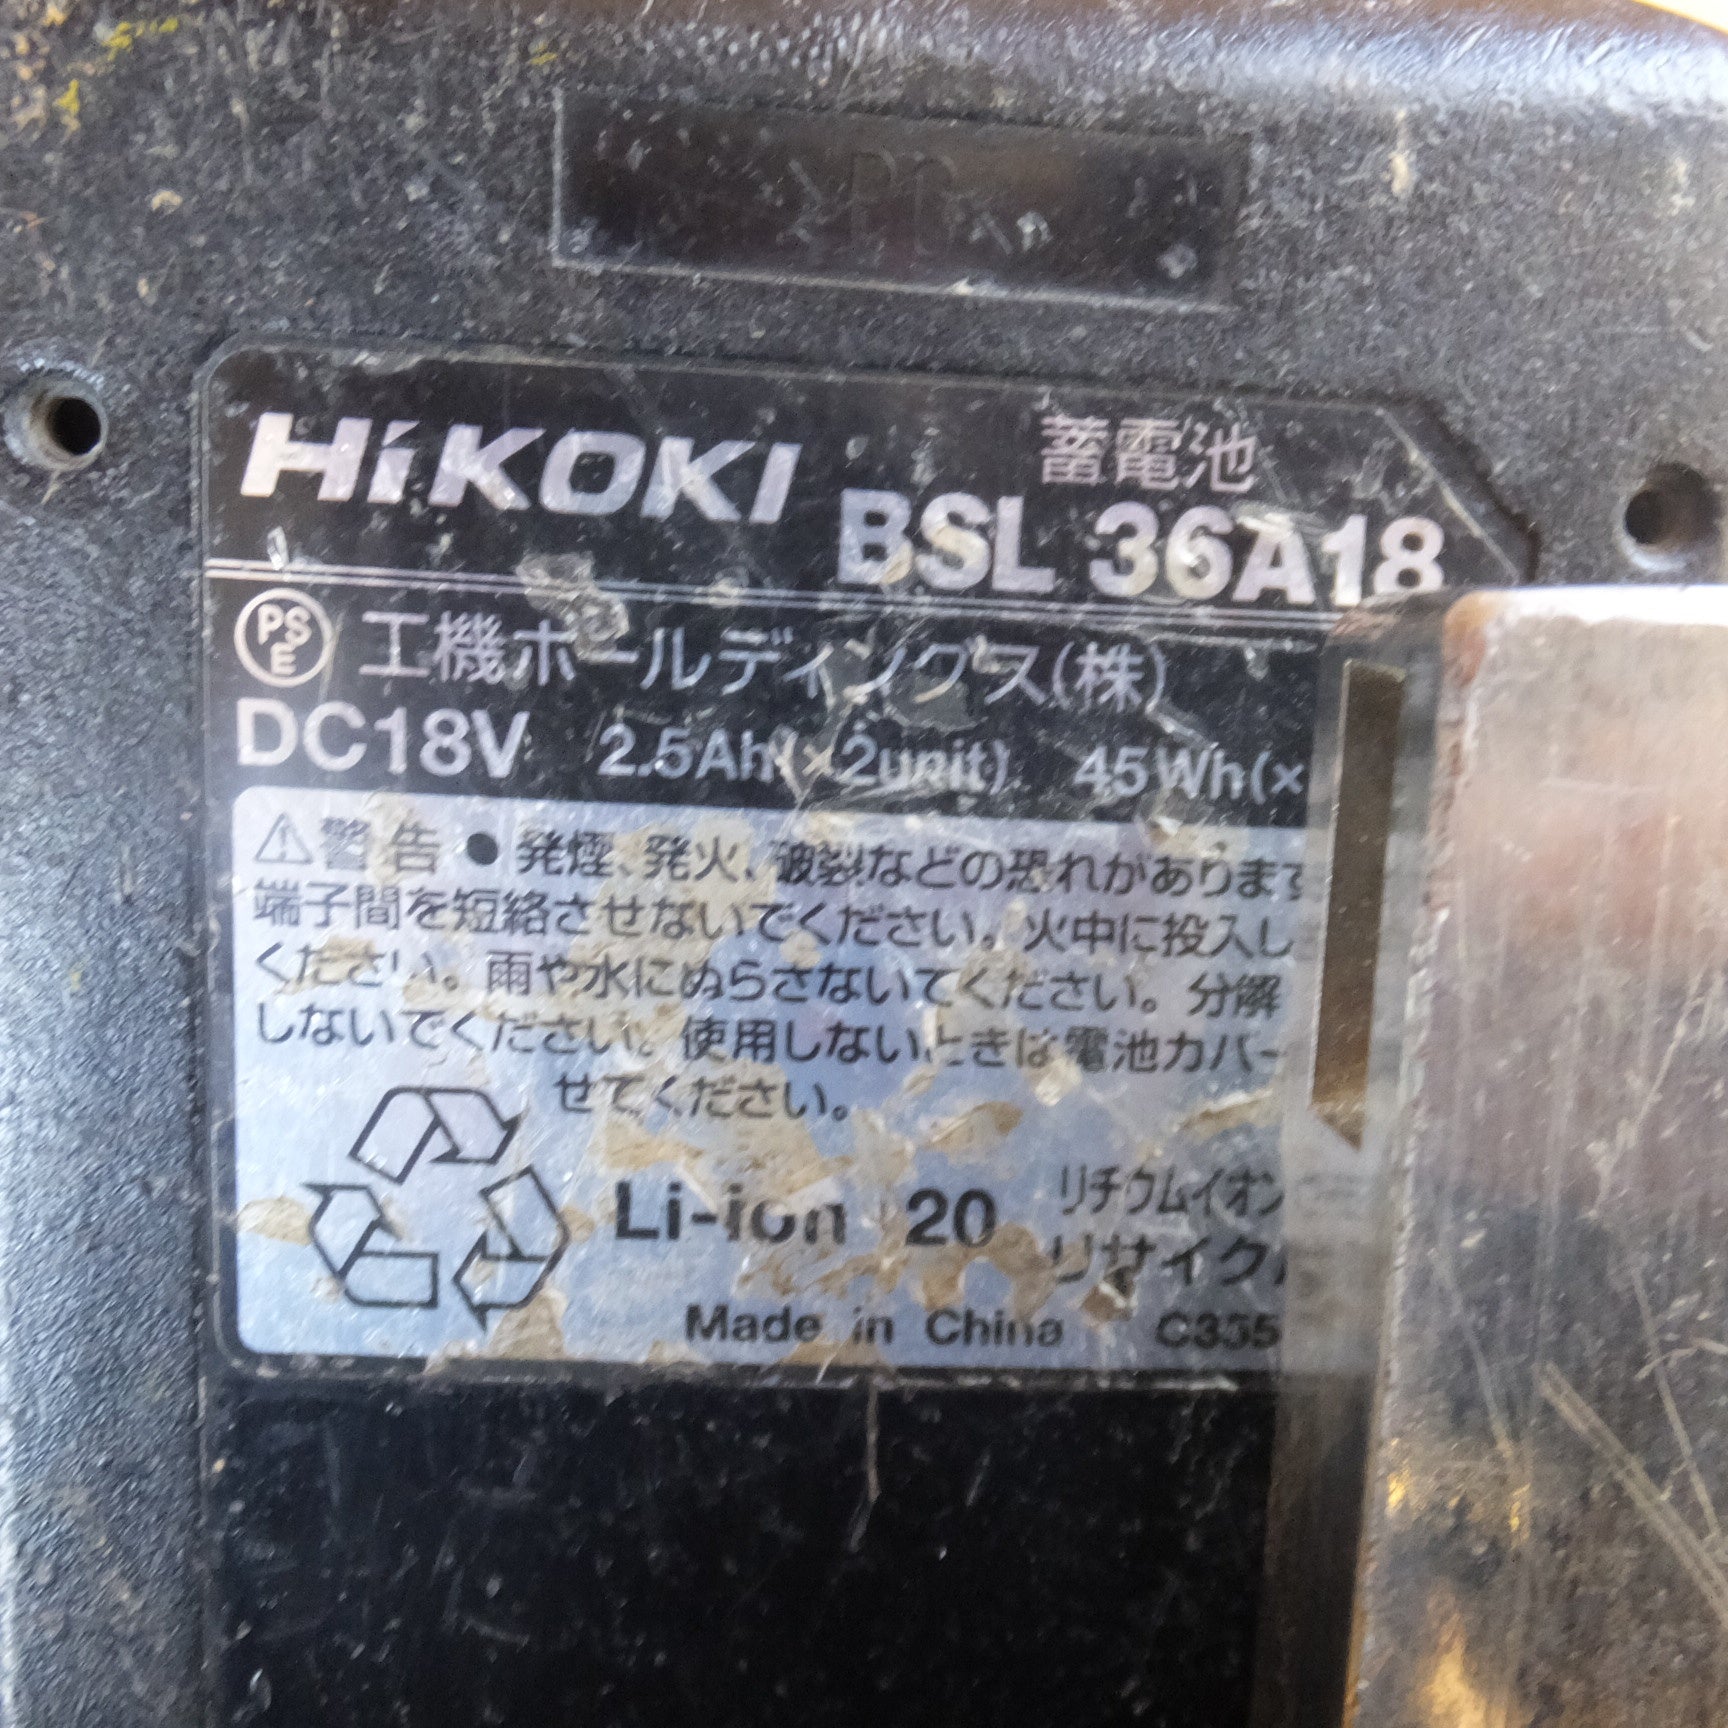 HiKOKI
蓄電池
BSL 36A18
PSE 工機ホールディングス(株)
DC18V 2.5Ah(×2unit) 45Wh(×
⚠警告 ●発煙、発火、破裂などの恐れがあります
端子間を短絡させないでください。火中に投入し
ください。雨や水にぬらさないでください。分解
しないでください。使用しないときは電池カバー
せてください。
Li-ion 20
リチウムイオン
リサイクル
Made in China C335